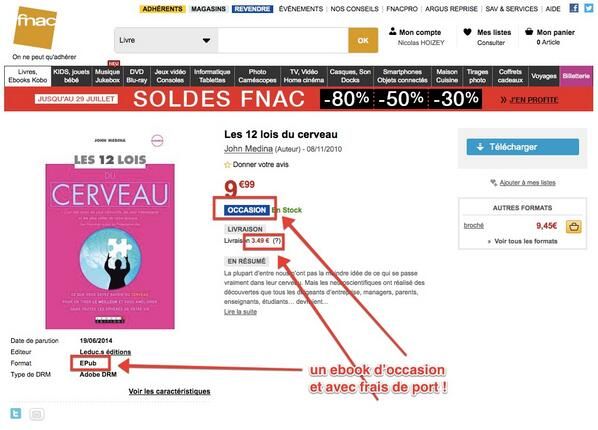 ADHÉRENTS MAGASINS REVENDRE ÉVÉNEMENTS NOS CONSEILS FNACPRO ARGUS REPRISE SAV & SERVICES AIDE
fnac
On ne peut qu'adhérer
Livre
OK
Mon compte
Nicolas HOIZEY
Mes listes
Consulter
Mon panier
0 Article
NEU
Livres, Ebooks Kobo
KIDS, jouets bébé
Musique Jukebox
DVD Blu-ray
Jeux vidéo Consoles
Informatique Tablettes
Photo Caméscopes
TV, Vidéo Home cinéma
Casques, Son Docks
Smartphones Objets connectés
Maison Cuisine
Tirages photo
Coffrets cadeaux
Voyages
Billetterie
JUSQU'AU 29 JUILLET SOLDES FNAC -80% -50% -30% > J'EN PROFITE
JOHN MEDINA
LES 12 LOIS
DU
CERVEAU
Les 12 lois du cerveau
John Medina (Auteur) - 08/11/2010
Donner votre avis
9€99
OCCASION En Stock
LIVRAISON
Livraison 3.49 € (?)
EN RÉSUMÉ
La plupart d'entre nous n'ont pas la moindre idée de ce qui se passe
vraiment dans leur cerveau. Mais les neuroscientifiques ont réalisé des
découvertes que tous les dirigeants d'entreprise, managers, parents,
enseignants, étudiants… devraient...
Lire la suite
Télécharger
Ajouter à mes listes
AUTRES FORMATS
broché 9,45€
» Voir tous les formats
Date de parution 19/06/2014
Editeur Leduc.s éditions
Format EPub
Type de DRM Adobe DRM
Voir les caractéristiques
un ebook d'occasion
et avec frais de port !